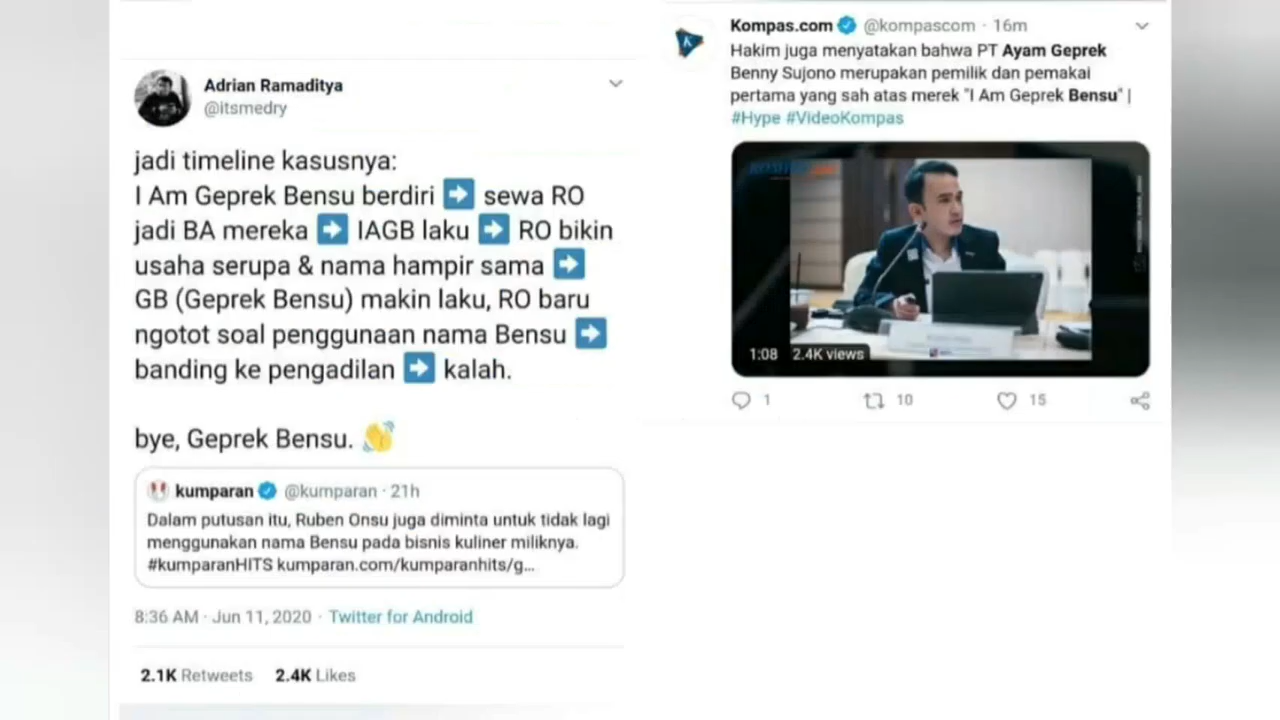 Adrian Ramaditya
@itsmedry
jadi timeline kasusnya:
I Am Geprek Bensu berdiri ➡ sewa RO
jadi BA mereka ➡ IAGB laku ➡ RO bikin
usaha serupa & nama hampir sama ➡
GB (Geprek Bensu) makin laku, RO baru
ngotot soal penggunaan nama Bensu ➡
banding ke pengadilan ➡ kalah.
bye, Geprek Bensu. 👋
kumparan @kumparan · 21h
Dalam putusan itu, Ruben Onsu juga diminta untuk tidak lagi
menggunakan nama Bensu pada bisnis kuliner miliknya.
#kumparanHITS kumparan.com/kumparanhits/g...
8:36 AM · Jun 11, 2020 · Twitter for Android
2.1K Retweets 2.4K Likes
Kompas.com @kompascom · 16m
Hakim juga menyatakan bahwa PT Ayam Geprek
Benny Sujono merupakan pemilik dan pemakai
pertama yang sah atas merek "I Am Geprek Bensu" |
#Hype #VideoKompas
1:08 2.4K views
1 10 15